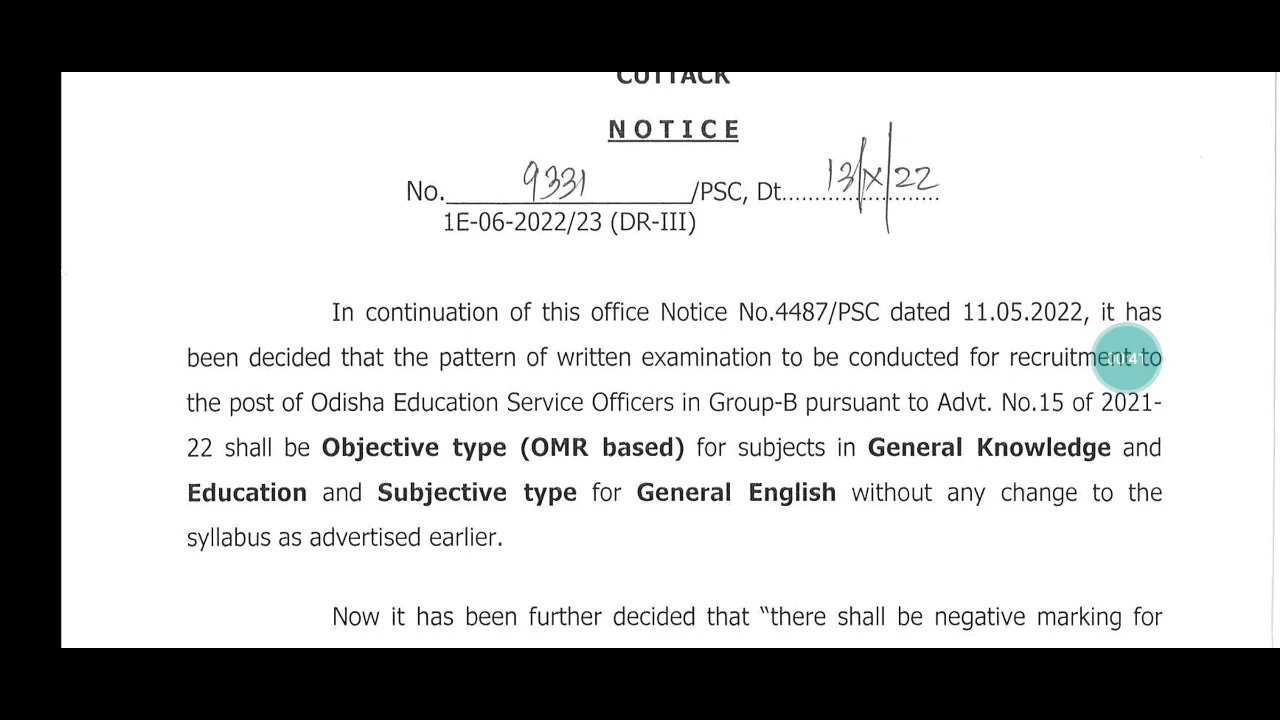 CUTTACK
NOTICE
No. 9331 /PSC, Dt. 13/X/22
1E-06-2022/23 (DR-III)
In continuation of this office Notice No.4487/PSC dated 11.05.2022, it has
been decided that the pattern of written examination to be conducted for recruitment to
the post of Odisha Education Service Officers in Group-B pursuant to Advt. No.15 of 2021-
22 shall be Objective type (OMR based) for subjects in General Knowledge and
Education and Subjective type for General English without any change to the
syllabus as advertised earlier.
Now it has been further decided that “there shall be negative marking for
00:41